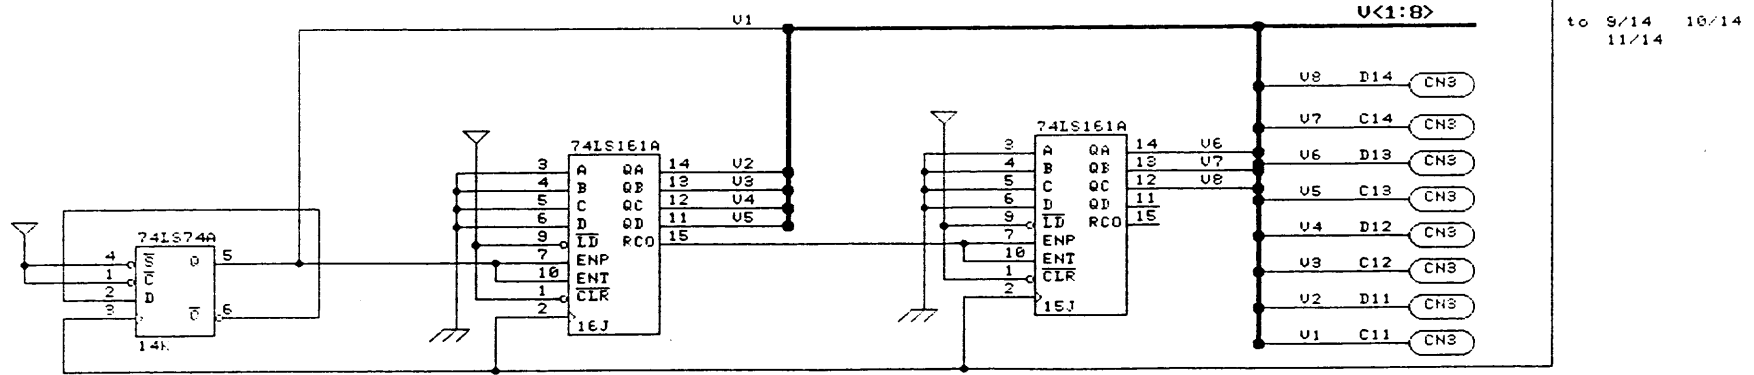 V1
V<1:8>
to 9/14 10/14
11/14
V8 D14 CN3
V7 C14 CN3
V6 D13 CN3
V5 C13 CN3
V4 D12 CN3
V3 C12 CN3
V2 D11 CN3
V1 C11 CN3
74LS74A
4 S Q 5
1 C
2 D
3 Q 6
74LS161A
3 A QA 14 V2
4 B QB 13 V3
5 C QC 12 V4
6 D QD 11 V5
9 LD RCO 15
7 ENP
10 ENT
1 CLR
2
16J
74LS161A
3 A QA 14 V6
4 B QB 13 V7
5 C QC 12 V8
6 D QD 11
9 LD RCO 15
7 ENP
10 ENT
1 CLR
2
15J